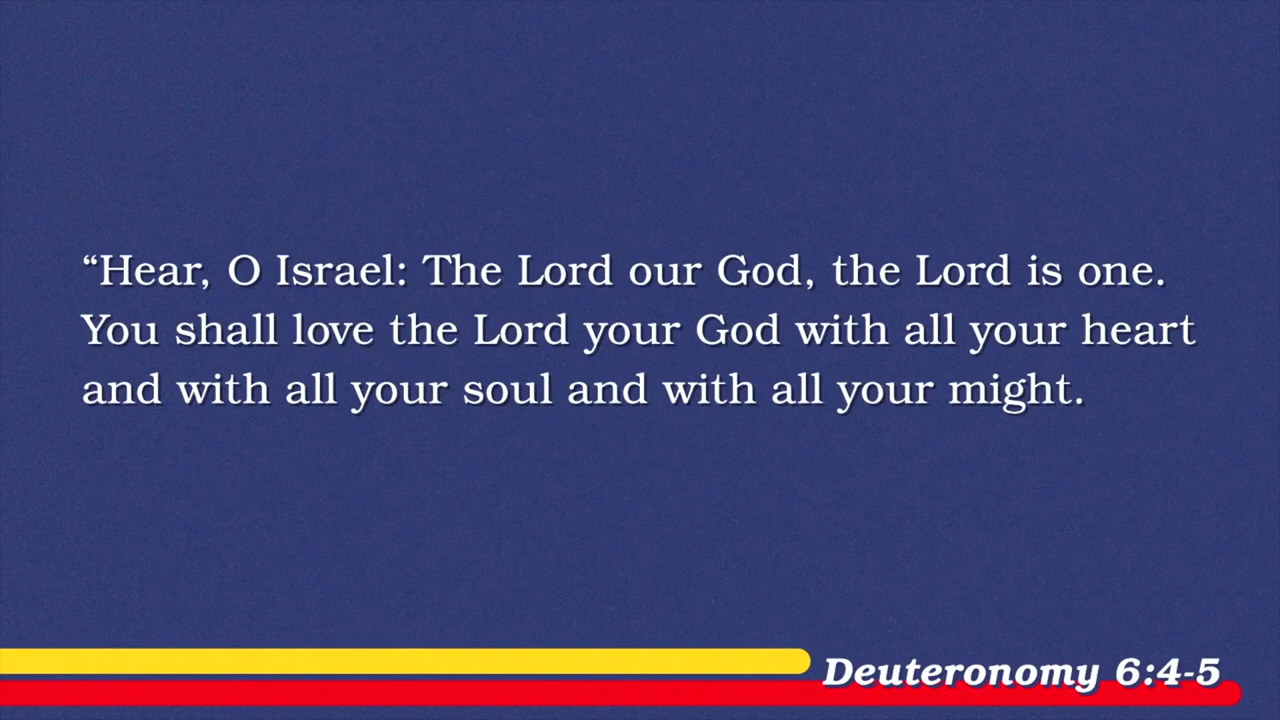 “Hear, O Israel: The Lord our God, the Lord is one.
You shall love the Lord your God with all your heart
and with all your soul and with all your might.
Deuteronomy 6:4-5